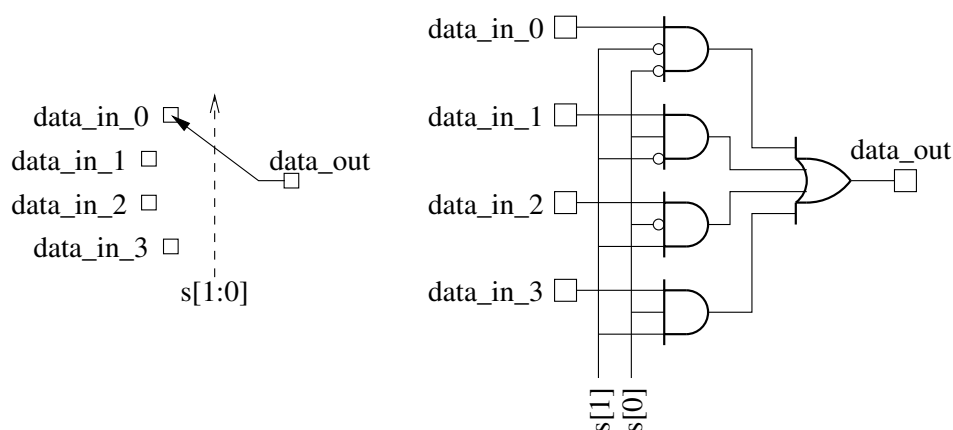 data_in_0
data_in_1
data_in_2
data_in_3
data_out
s[1:0]
data_in_0
data_in_1
data_in_2
data_in_3
data_out
s[1]
s[0]